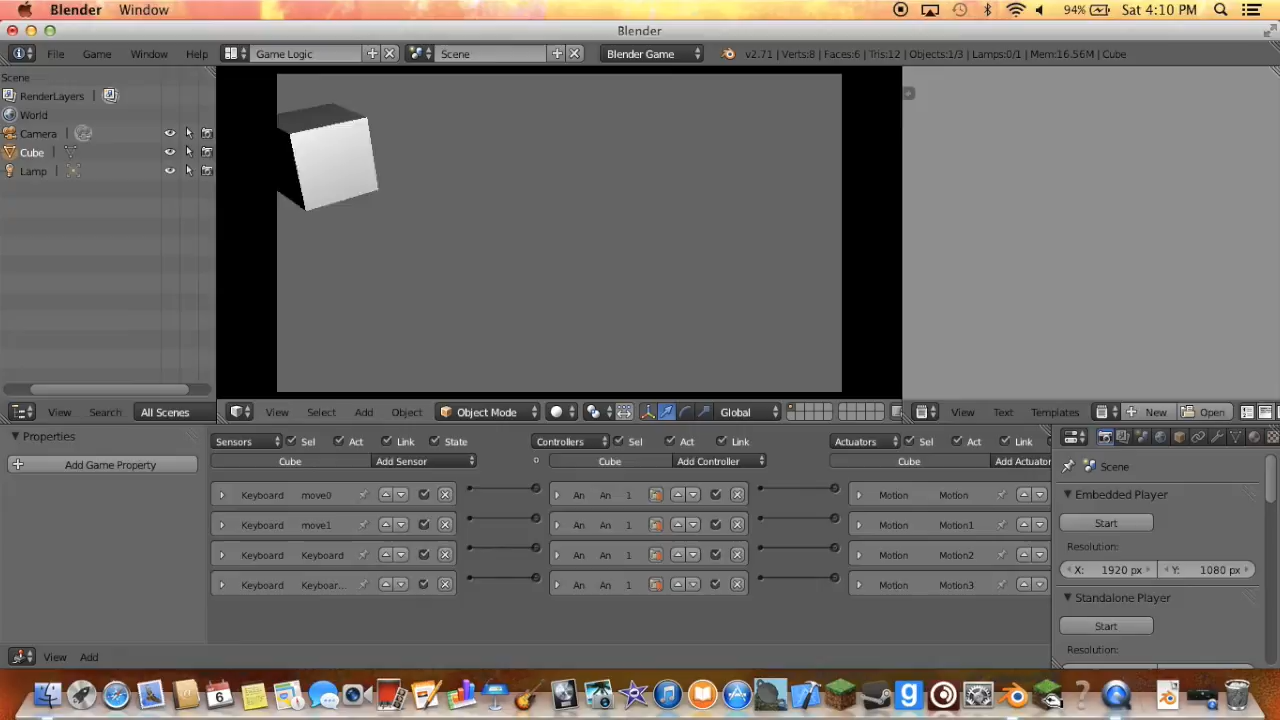 Blender Window 94% Sat 4:10 PM
Blender
File Game Window Help Game Logic Scene Blender Game v2.71 | Verts:8 | Faces:6 | Tris:12 | Objects:1/3 | Lamps:0/1 | Mem:16.56M | Cube
Scene
RenderLayers |
World
Camera |
Cube |
Lamp |
View Search All Scenes
View Select Add Object Object Mode Global
View Text Templates New Open
Properties
Add Game Property
Sensors Sel Act Link State
Cube Add Sensor
Keyboard move0
Keyboard move1
Keyboard Keyboard
Keyboard Keyboar...
Controllers Sel Act Link
Cube Add Controller
An An 1
An An 1
An An 1
An An 1
Actuators Sel Act Link
Cube Add Actuator
Motion Motion
Motion Motion1
Motion Motion2
Motion Motion3
View Add
Scene
Embedded Player
Start
Resolution:
X: 1920 px Y: 1080 px
Standalone Player
Start
Resolution:
6